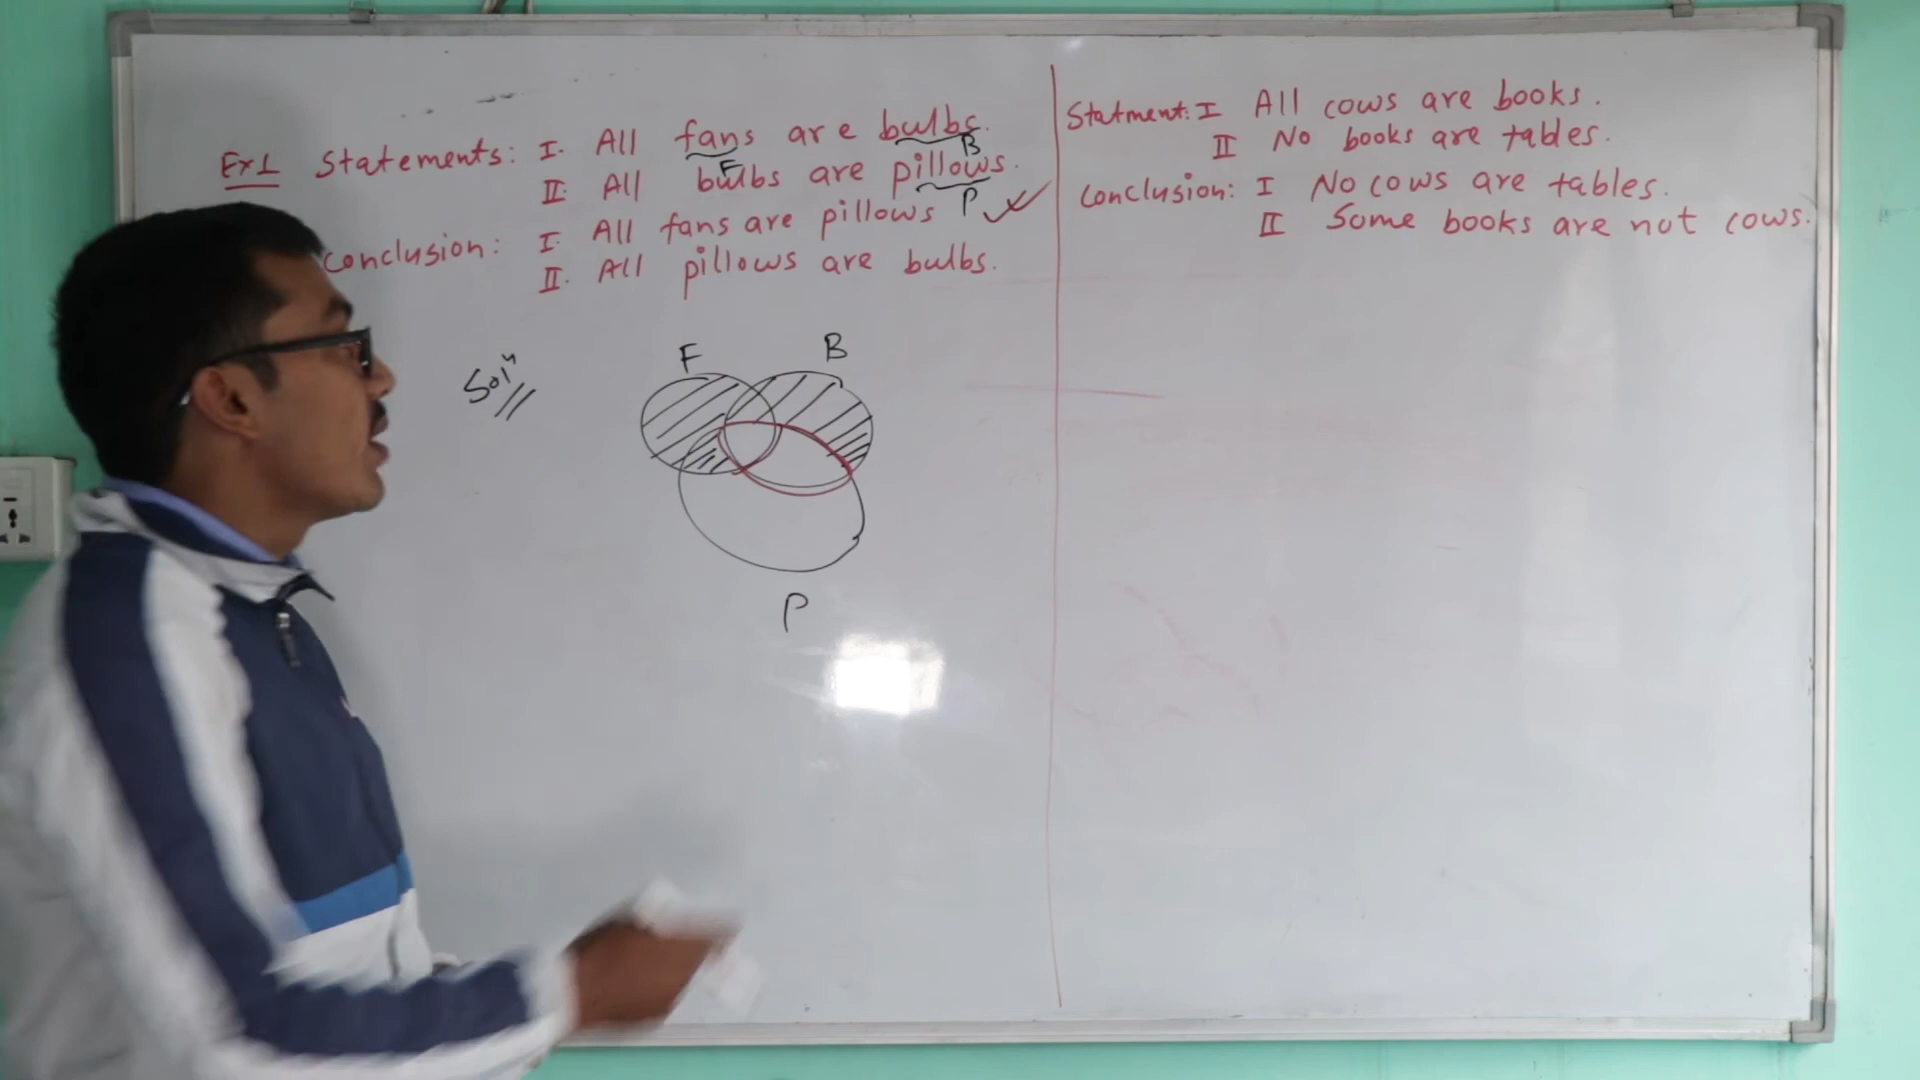 Ex1 Statements: I. All fans are bulbs.
F B
II. All bulbs are pillows.
P
Conclusion: I. All fans are pillows
II. All pillows are bulbs.
Solⁿ
F B
P
Statment: I All cows are books.
II No books are tables.
Conclusion: I No cows are tables.
II Some books are not cows.